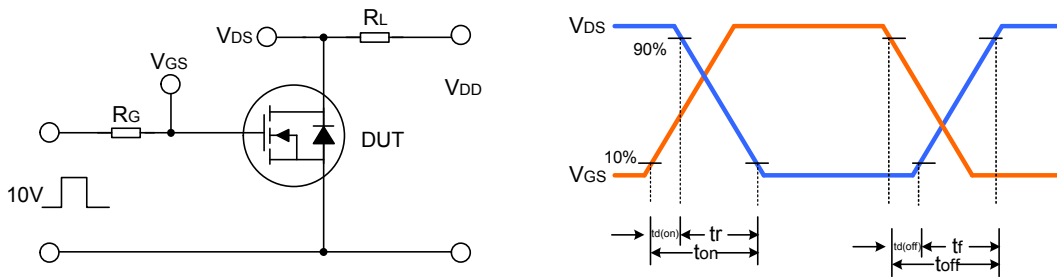 RL
VDS
VGS
VDD
RG
DUT
10V
VDS
90%
10%
VGS
td(on)
tr
ton
td(off)
tf
toff